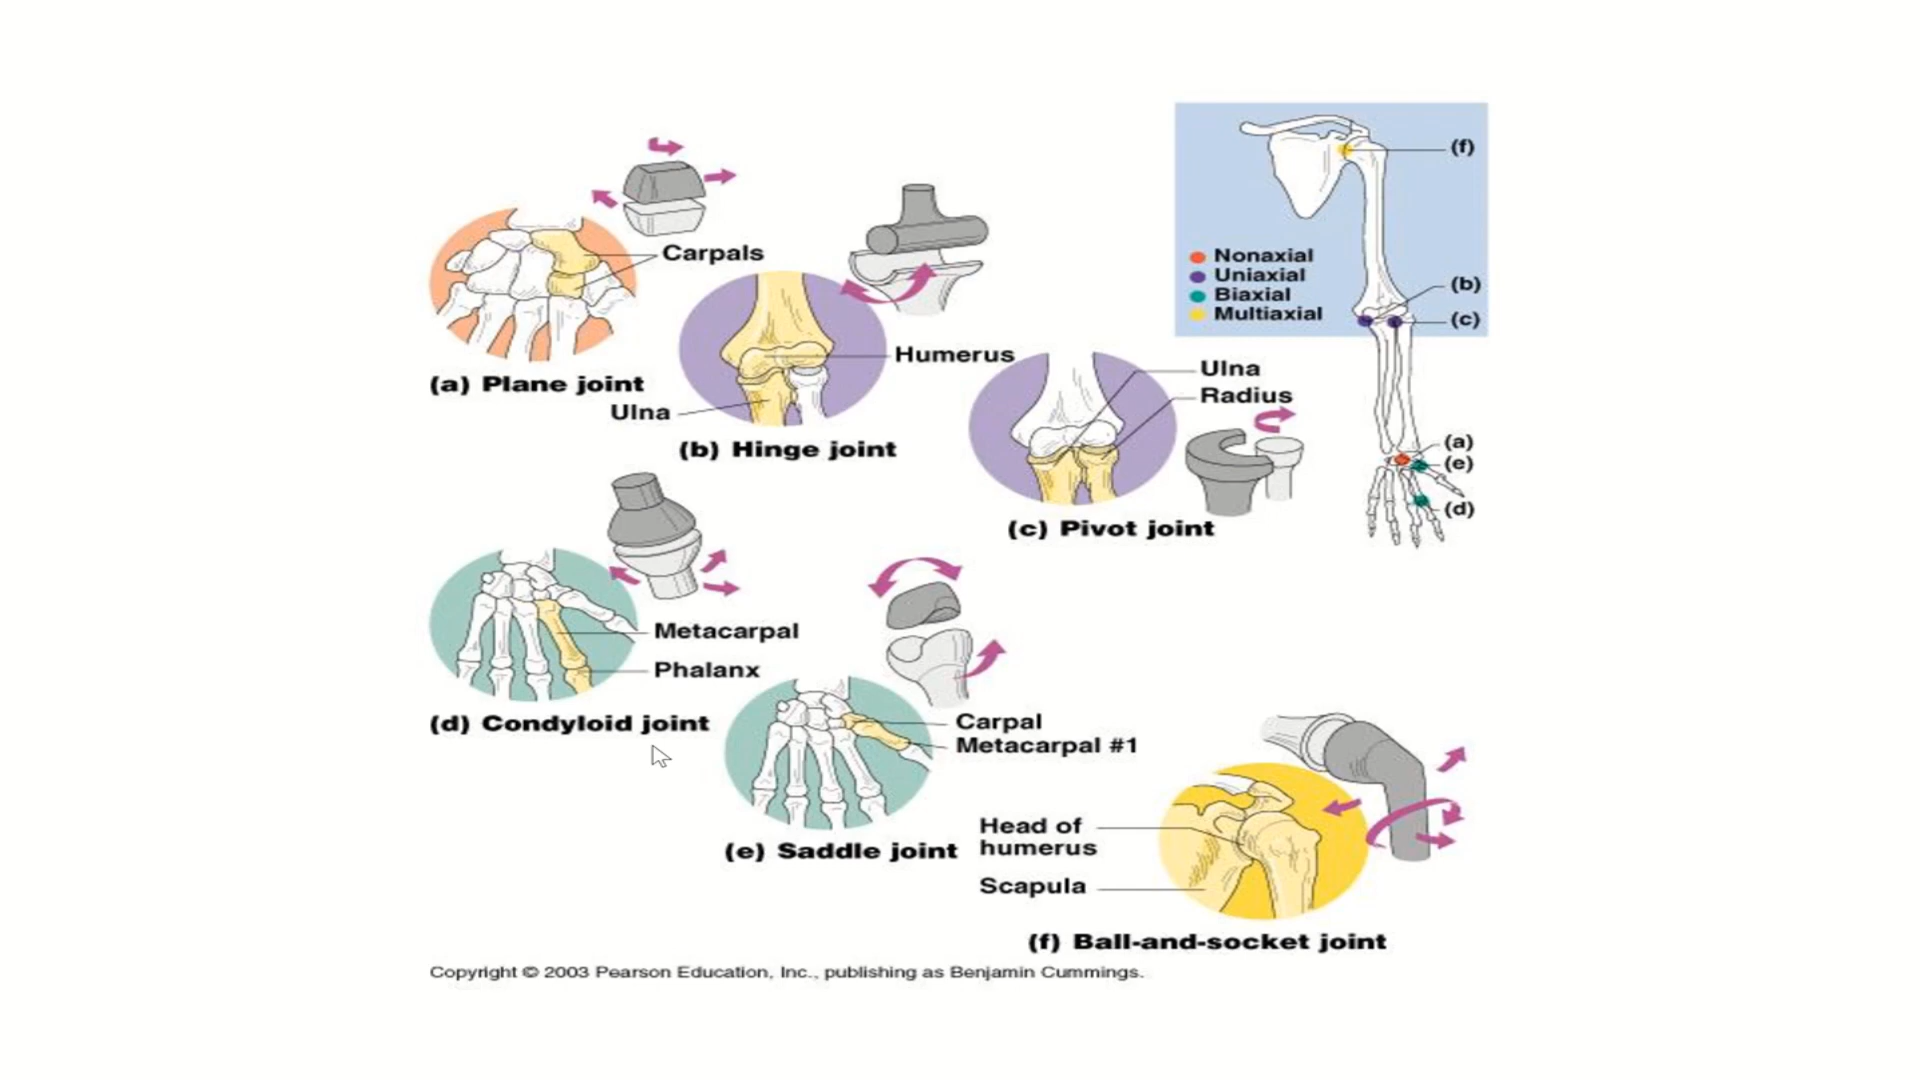 Carpals
(a) Plane joint
Humerus
Ulna
(b) Hinge joint
Ulna
Radius
(c) Pivot joint
(f)
Nonaxial
Uniaxial
Biaxial
Multiaxial
(b)
(c)
(a)
(e)
(d)
Metacarpal
Phalanx
(d) Condyloid joint
Carpal
Metacarpal #1
(e) Saddle joint
Head of
humerus
Scapula
(f) Ball-and-socket joint
Copyright © 2003 Pearson Education, Inc., publishing as Benjamin Cummings.